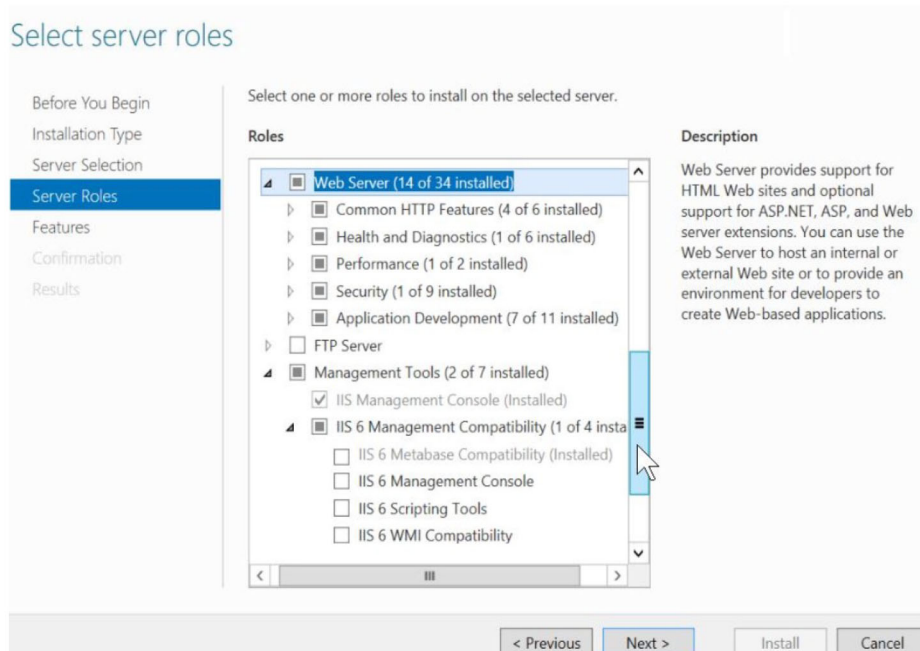 Select server roles
Before You Begin
Installation Type
Server Selection
Server Roles
Features
Confirmation
Results
Select one or more roles to install on the selected server.
Roles
Web Server (14 of 34 installed)
Common HTTP Features (4 of 6 installed)
Health and Diagnostics (1 of 6 installed)
Performance (1 of 2 installed)
Security (1 of 9 installed)
Application Development (7 of 11 installed)
FTP Server
Management Tools (2 of 7 installed)
IIS Management Console (Installed)
IIS 6 Management Compatibility (1 of 4 insta
IIS 6 Metabase Compatibility (Installed)
IIS 6 Management Console
IIS 6 Scripting Tools
IIS 6 WMI Compatibility
Description
Web Server provides support for
HTML Web sites and optional
support for ASP.NET, ASP, and Web
server extensions. You can use the
Web Server to host an internal or
external Web site or to provide an
environment for developers to
create Web-based applications.
< Previous
Next >
Install
Cancel